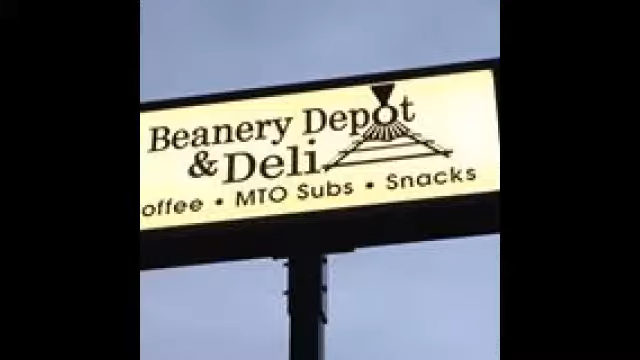 Beanery Depot
& Deli
offee • MTO Subs • Snacks